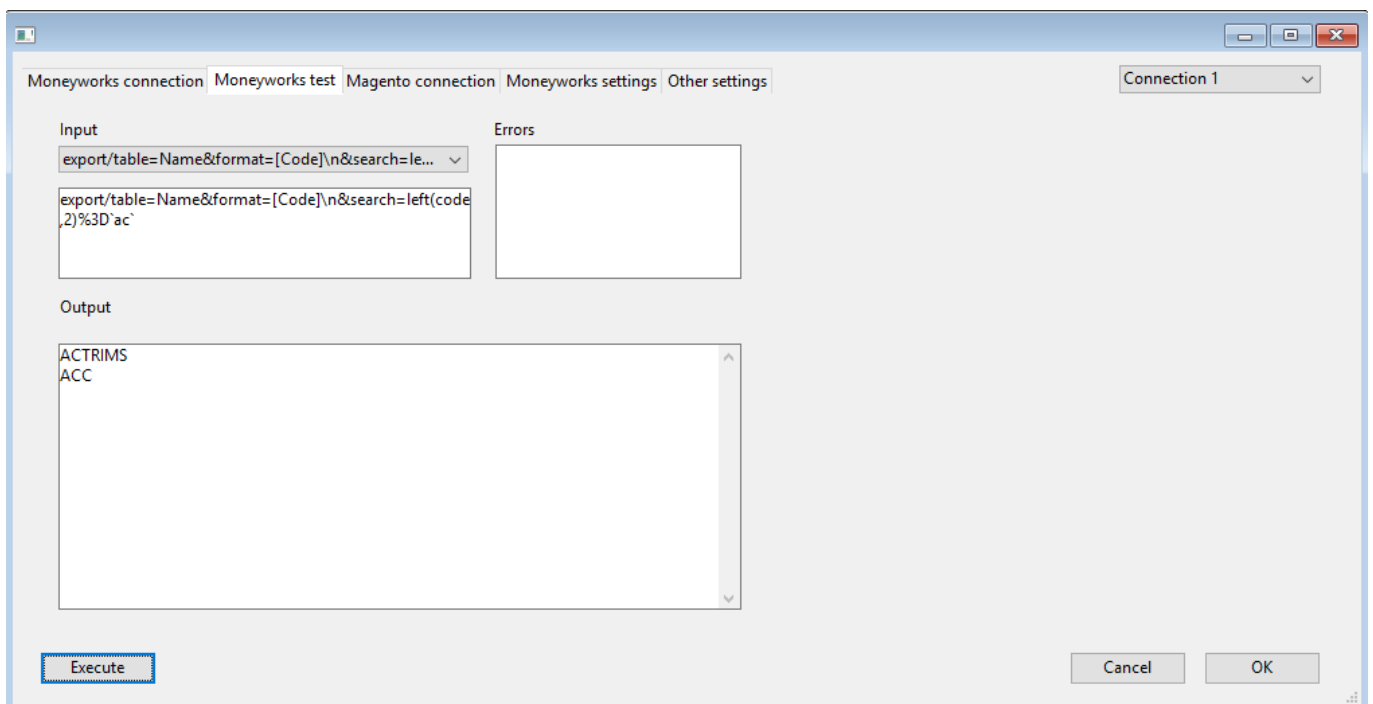 Moneyworks connection Moneyworks test Magento connection Moneyworks settings Other settings
Connection 1
Input
Errors
export/table=Name&format=[Code]\n&search=le...
export/table=Name&format=[Code]\n&search=left(code
,2)%3D`ac`
Output
ACTRIMS
ACC
Execute
Cancel
OK